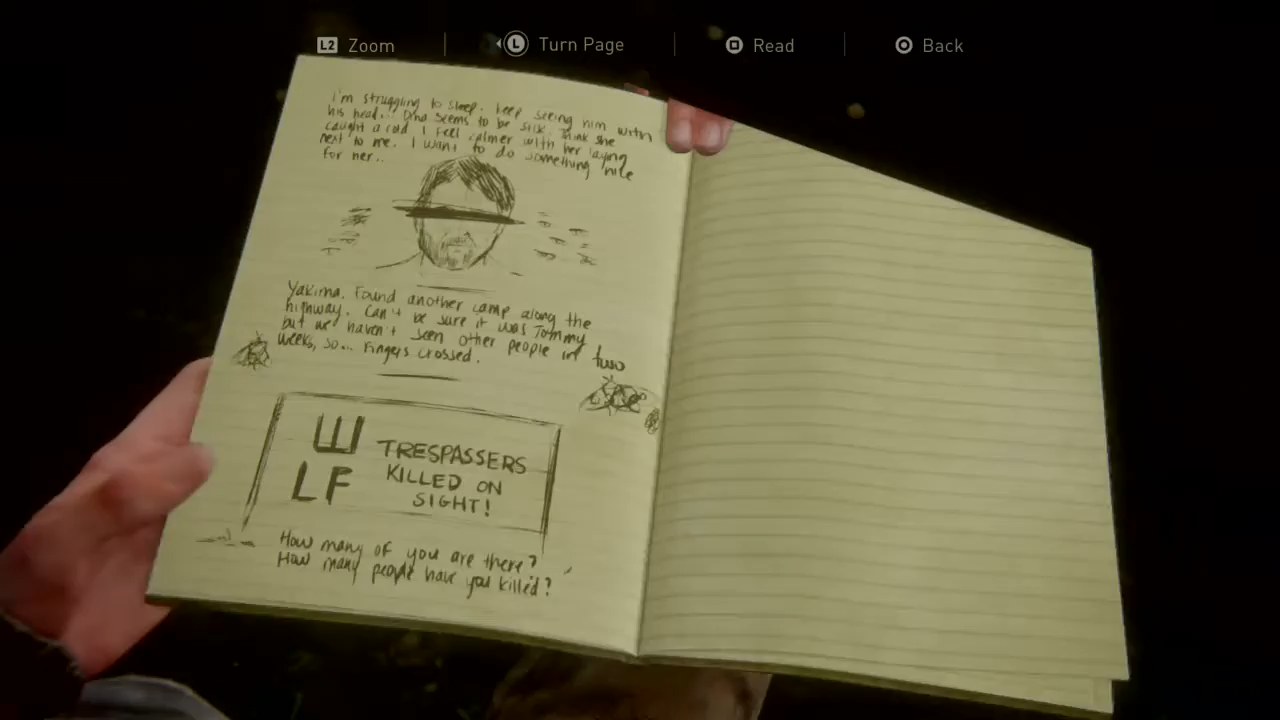 L2 Zoom
L Turn Page
Read
Back
I'm struggling to sleep. Keep seeing him with
his head... Dina seems to be sick. Think she
caught a cold. I feel calmer with her laying
next to me. I want to do something nice
for her..
Yakima. Found another camp along the
highway. Can't be sure it was Tommy
but we haven't seen other people in two
weeks, so... Fingers crossed.
W
LF
TRESPASSERS
KILLED ON
SIGHT!
How many of you are there?
How many people have you killed?